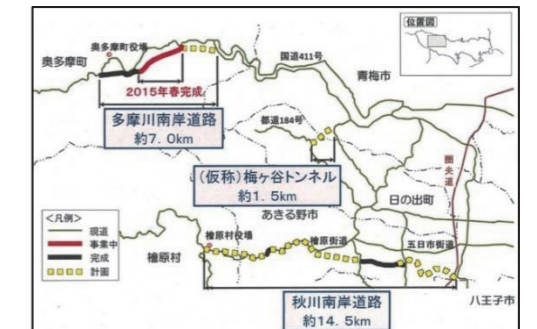 位置図
奥多摩町役場
奥多摩町
国道411号
青梅市
2015年春完成
多摩川南岸道路
約7.0km
都道184号
(仮称)梅ヶ谷トンネル
約1.5km
圏央道
日の出町
あきる野市
<凡例>
現道
事業中
完成
計画
檜原村役場
檜原街道
五日市街道
檜原村
秋川南岸道路
約14.5km
八王子市